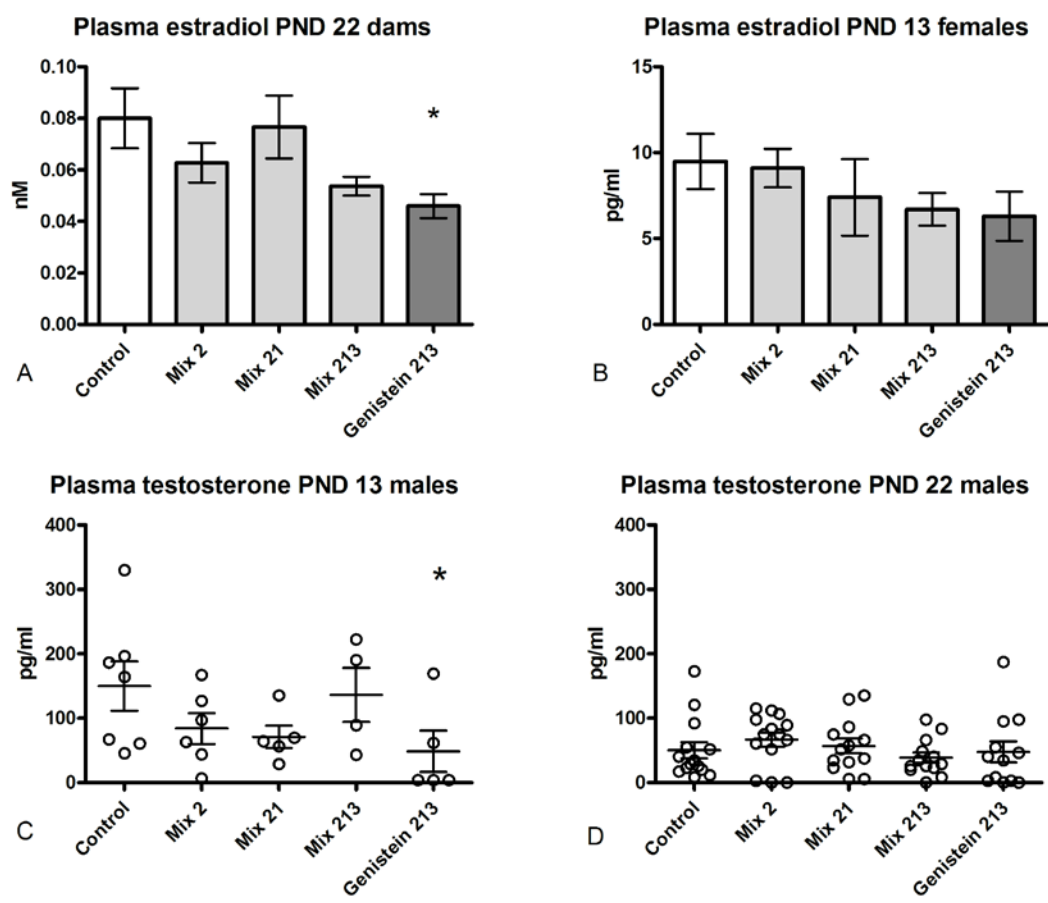 Plasma estradiol PND 22 dams
0.10
0.08
0.06
0.04
0.02
0.00
nM
*
Control
Mix 2
Mix 21
Mix 213
Genistein 213
A
Plasma estradiol PND 13 females
15
10
5
0
pg/ml
Control
Mix 2
Mix 21
Mix 213
Genistein 213
B
Plasma testosterone PND 13 males
400
300
200
100
0
pg/ml
*
Control
Mix 2
Mix 21
Mix 213
Genistein 213
C
Plasma testosterone PND 22 males
400
300
200
100
0
pg/ml
Control
Mix 2
Mix 21
Mix 213
Genistein 213
D